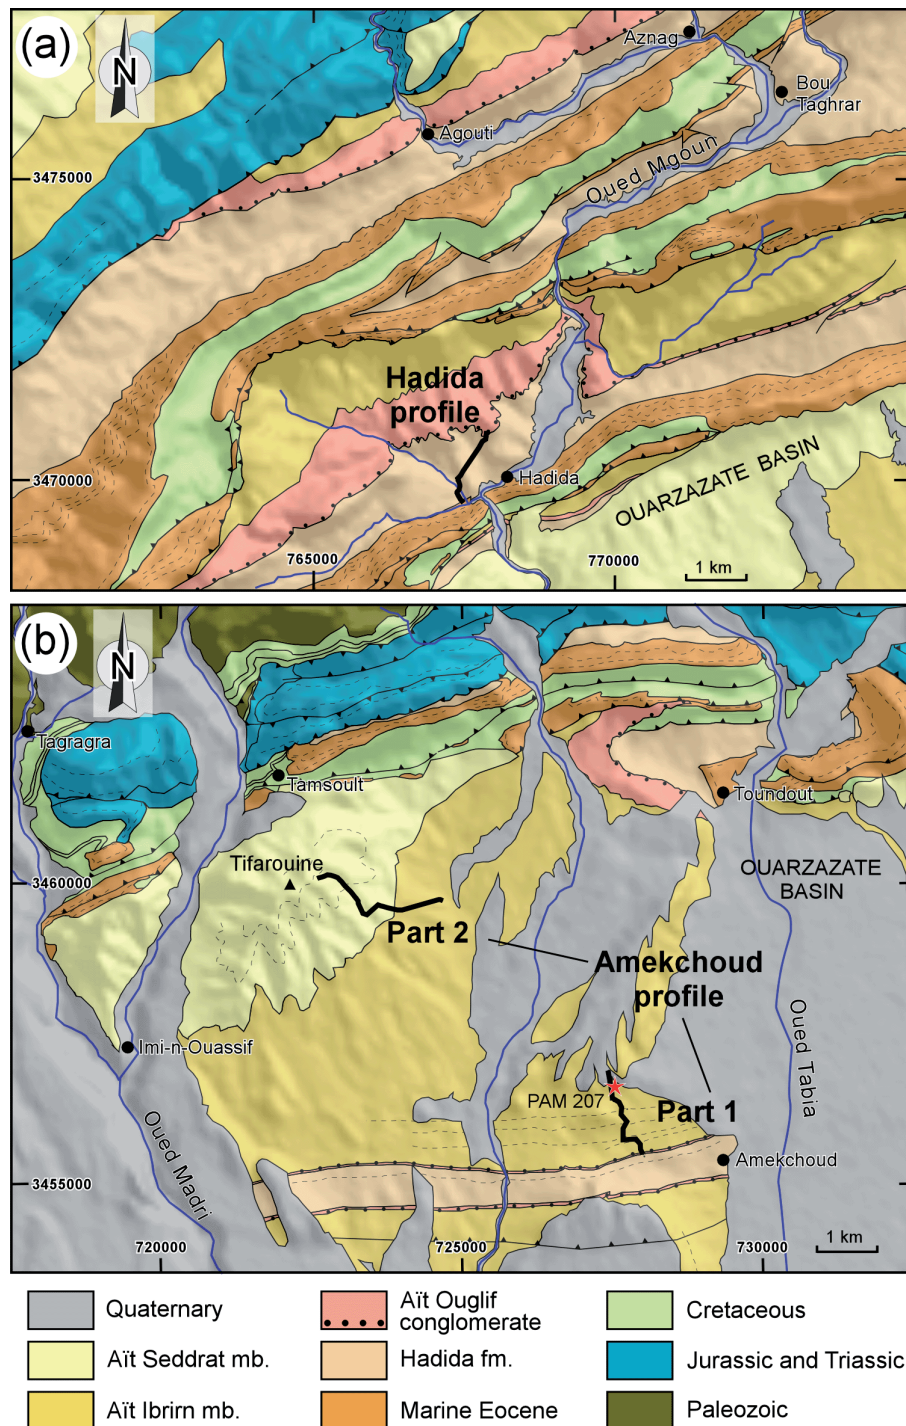 (a)
N
Aznag
Bou
Taghrar
Agouti
3475000
Oued Mgoun
Hadida
profile
3470000
Hadida
OUARZAZATE BASIN
765000
770000
1 km
(b)
N
Tagragra
Tamsoult
Toundout
Tifarouine
3460000
OUARZAZATE
BASIN
Part 2
Amekchoud
profile
Imi-n-Ouassif
Oued Tabia
PAM 207
Part 1
Oued Madri
Amekchoud
3455000
720000
725000
730000
1 km
Quaternary
Aït Ouglif
conglomerate
Cretaceous
Aït Seddrat mb.
Hadida fm.
Jurassic and Triassic
Aït Ibrirn mb.
Marine Eocene
Paleozoic